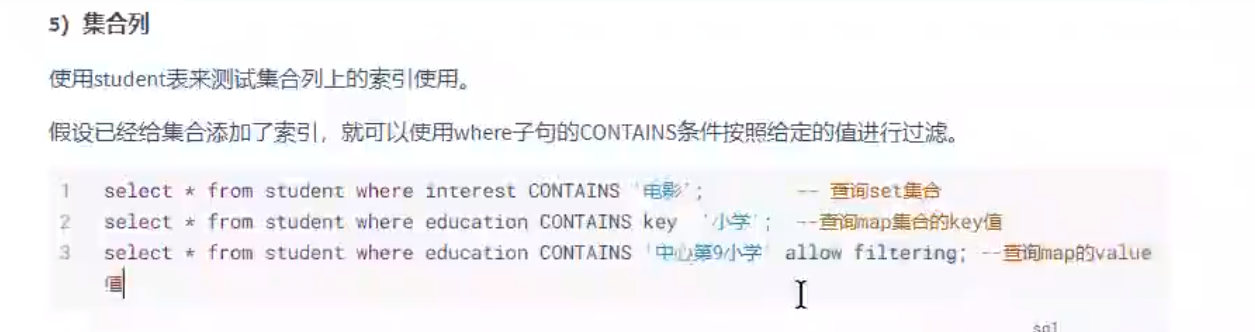 5）集合列
使用student表来测试集合列上的索引使用。
假设已经给集合添加了索引，就可以使用where子句的CONTAINS条件按照给定的值进行过滤。
1 select * from student where interest CONTAINS '电影'; -- 查询set集合
2 select * from student where education CONTAINS key '小学'; --查询map集合的key值
3 select * from student where education CONTAINS '中心第9小学' allow filtering; --查询map的value
值
sql